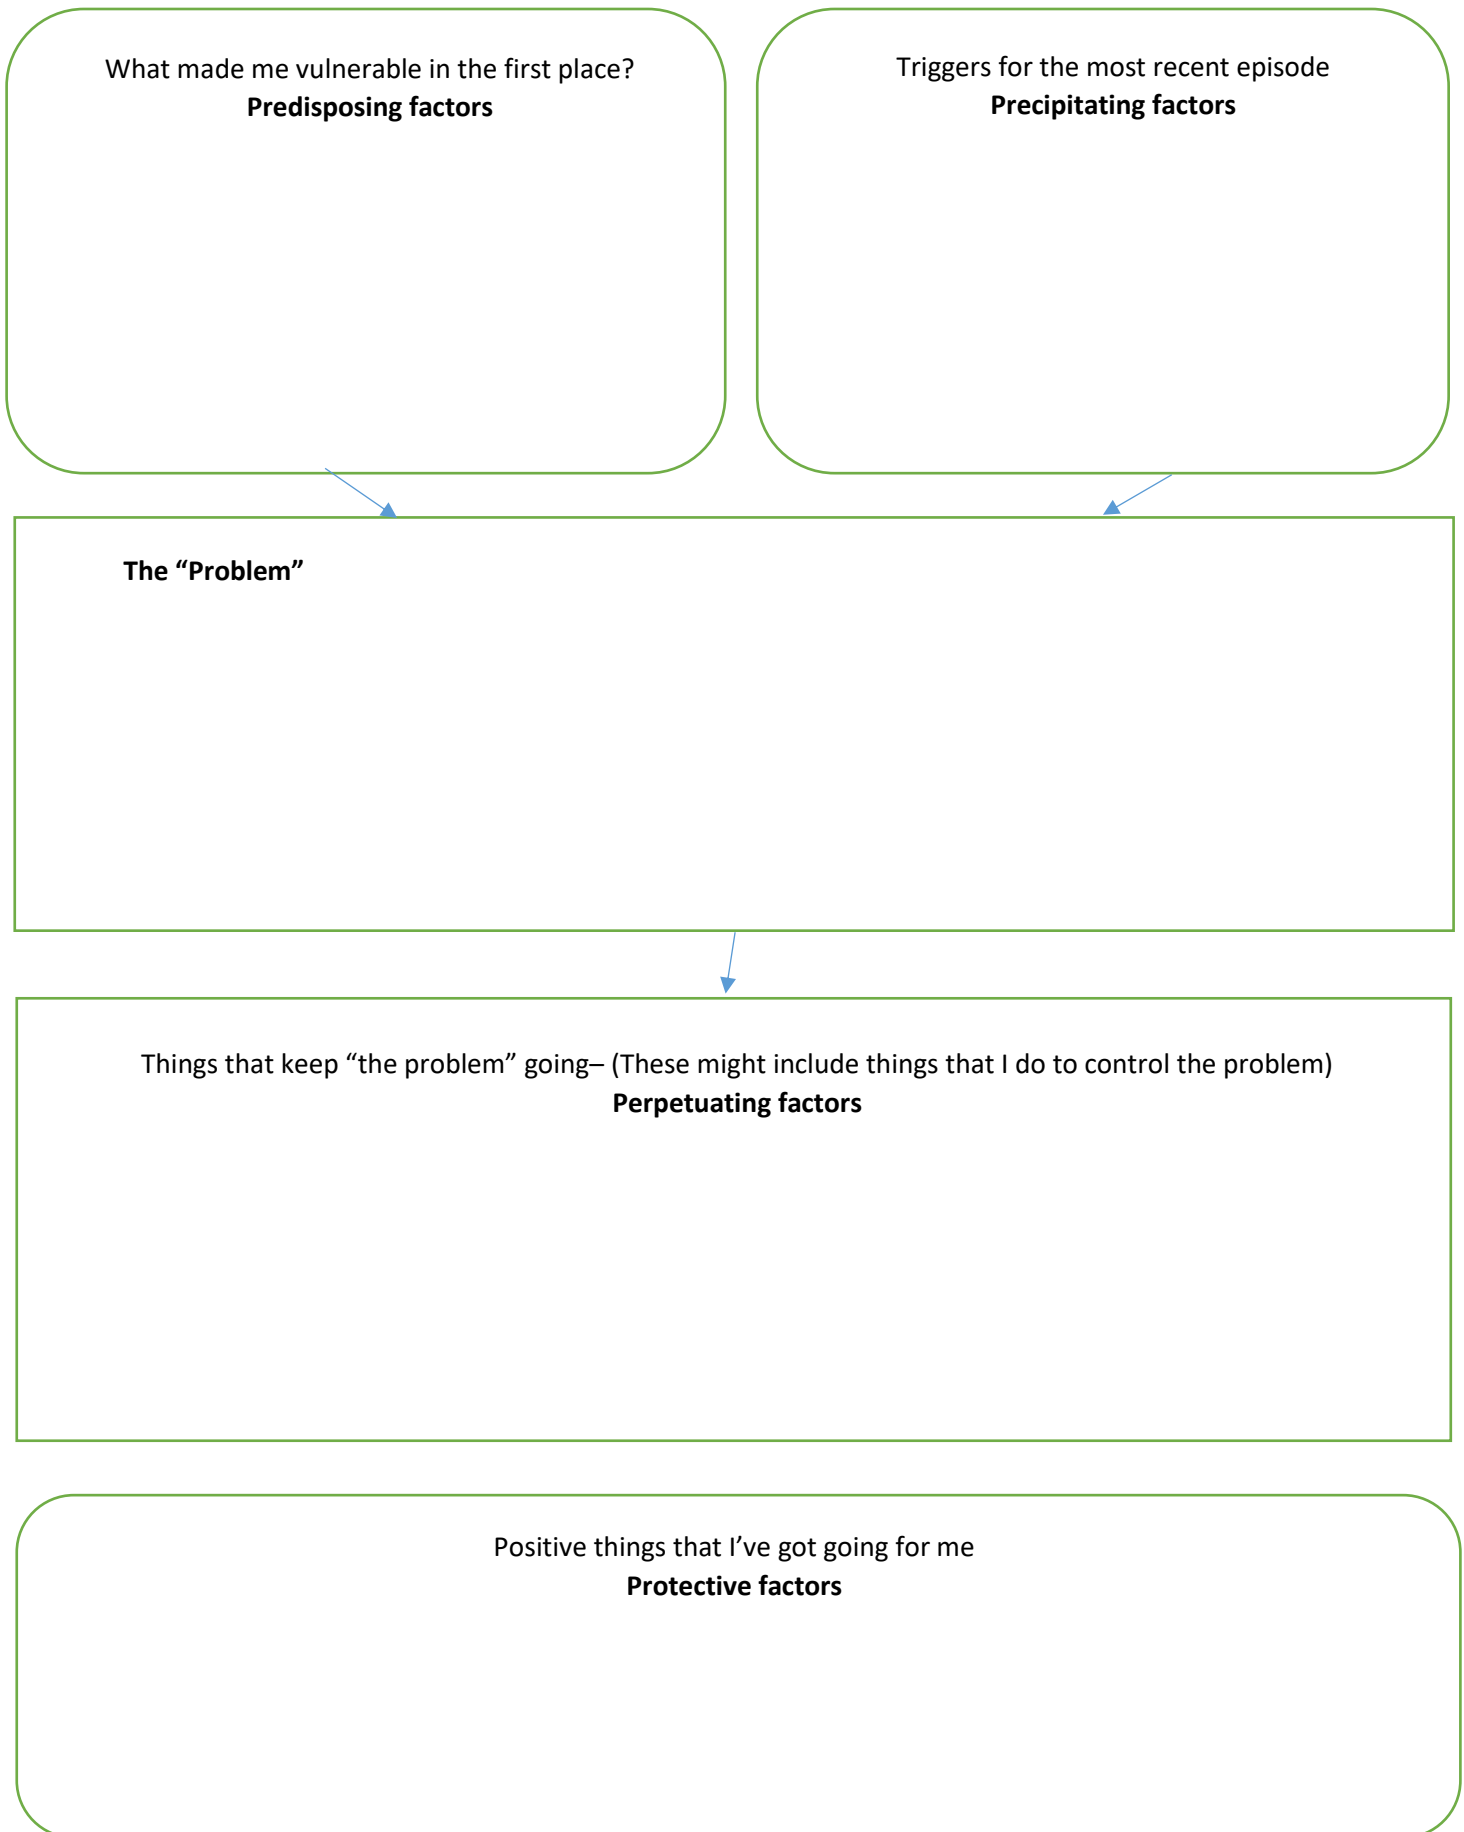 What made me vulnerable in the first place?
Predisposing factors
Triggers for the most recent episode
Precipitating factors
The “Problem”
Things that keep “the problem” going– (These might include things that I do to control the problem)
Perpetuating factors
Positive things that I’ve got going for me
Protective factors